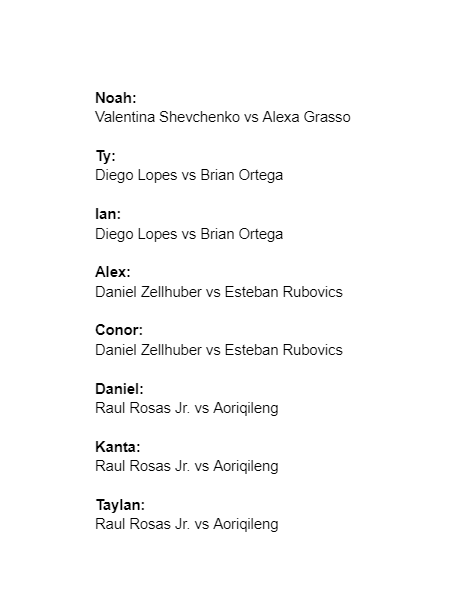 Noah:
Valentina Shevchenko vs Alexa Grasso
Ty:
Diego Lopes vs Brian Ortega
Ian:
Diego Lopes vs Brian Ortega
Alex:
Daniel Zellhuber vs Esteban Rubovics
Conor:
Daniel Zellhuber vs Esteban Rubovics
Daniel:
Raul Rosas Jr. vs Aoriqileng
Kanta:
Raul Rosas Jr. vs Aoriqileng
Taylan:
Raul Rosas Jr. vs Aoriqileng